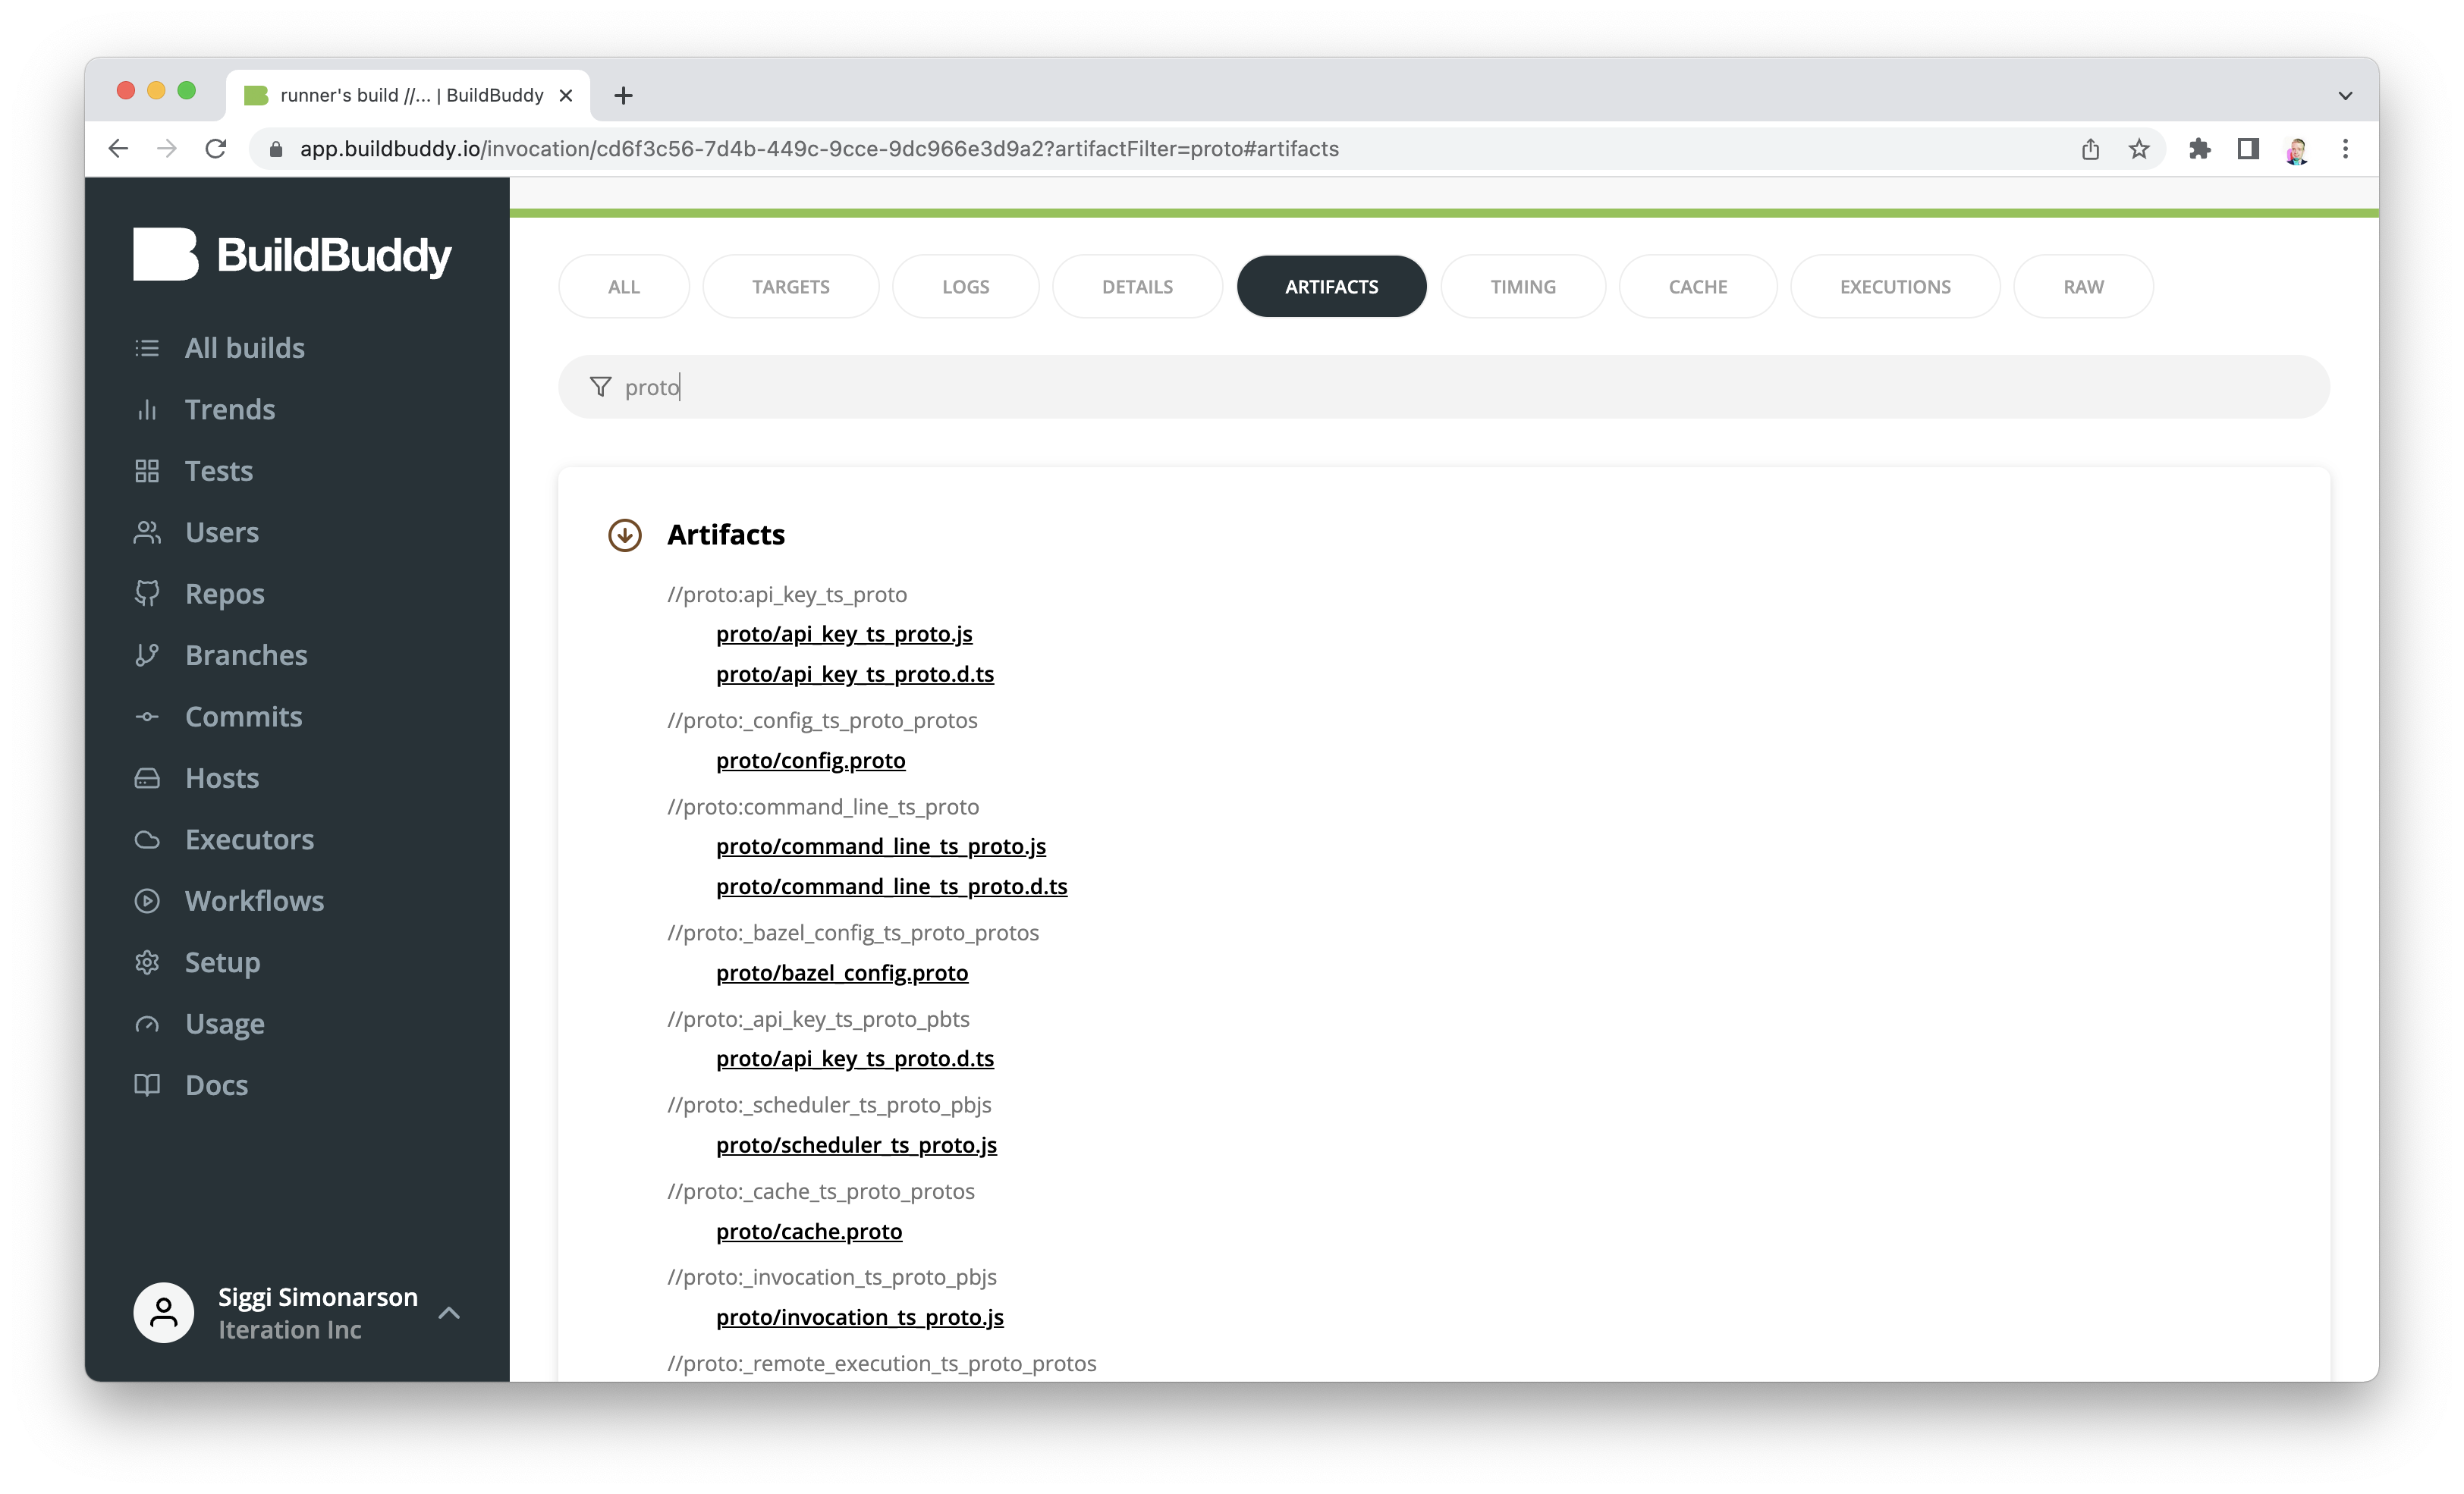 runner's build //... | BuildBuddy
app.buildbuddy.io/invocation/cd6f3c56-7d4b-449c-9cce-9dc966e3d9a2?artifactFilter=proto#artifacts
BuildBuddy
All builds
Trends
Tests
Users
Repos
Branches
Commits
Hosts
Executors
Workflows
Setup
Usage
Docs
Siggi Simonarson
Iteration Inc
ALL TARGETS LOGS DETAILS ARTIFACTS TIMING CACHE EXECUTIONS RAW
proto
Artifacts
//proto:api_key_ts_proto
proto/api_key_ts_proto.js
proto/api_key_ts_proto.d.ts
//proto:_config_ts_proto_protos
proto/config.proto
//proto:command_line_ts_proto
proto/command_line_ts_proto.js
proto/command_line_ts_proto.d.ts
//proto:_bazel_config_ts_proto_protos
proto/bazel_config.proto
//proto:_api_key_ts_proto_pbts
proto/api_key_ts_proto.d.ts
//proto:_scheduler_ts_proto_pbjs
proto/scheduler_ts_proto.js
//proto:_cache_ts_proto_protos
proto/cache.proto
//proto:_invocation_ts_proto_pbjs
proto/invocation_ts_proto.js
//proto:_remote_execution_ts_proto_protos